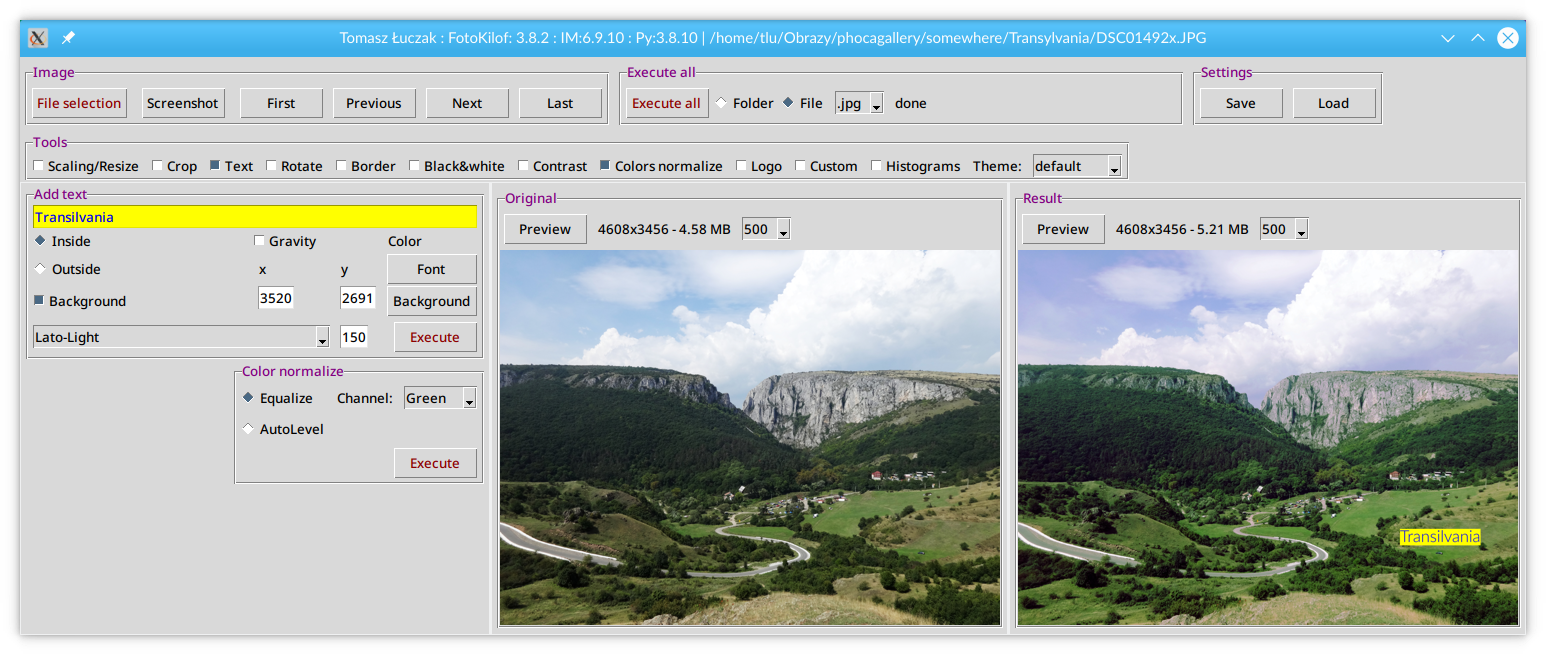 Tomasz Łuczak : FotoKilof: 3.8.2 : IM:6.9.10 : Py:3.8.10 | /home/tlu/Obrazy/phocagallery/somewhere/Transylvania/DSC01492x.JPG
Image
File selection Screenshot First Previous Next Last
Execute all
Execute all Folder File .jpg done
Settings
Save Load
Tools
Scaling/Resize Crop Text Rotate Border Black&white Contrast Colors normalize Logo Custom Histograms Theme: default
Add text
Transilvania
Inside Gravity Color
Outside x y Font
Background 3520 2691 Background
Lato-Light 150 Execute
Color normalize
Equalize Channel: Green
AutoLevel
Execute
Original
Preview 4608x3456 - 4.58 MB 500
Result
Preview 4608x3456 - 5.21 MB 500
Transilvania